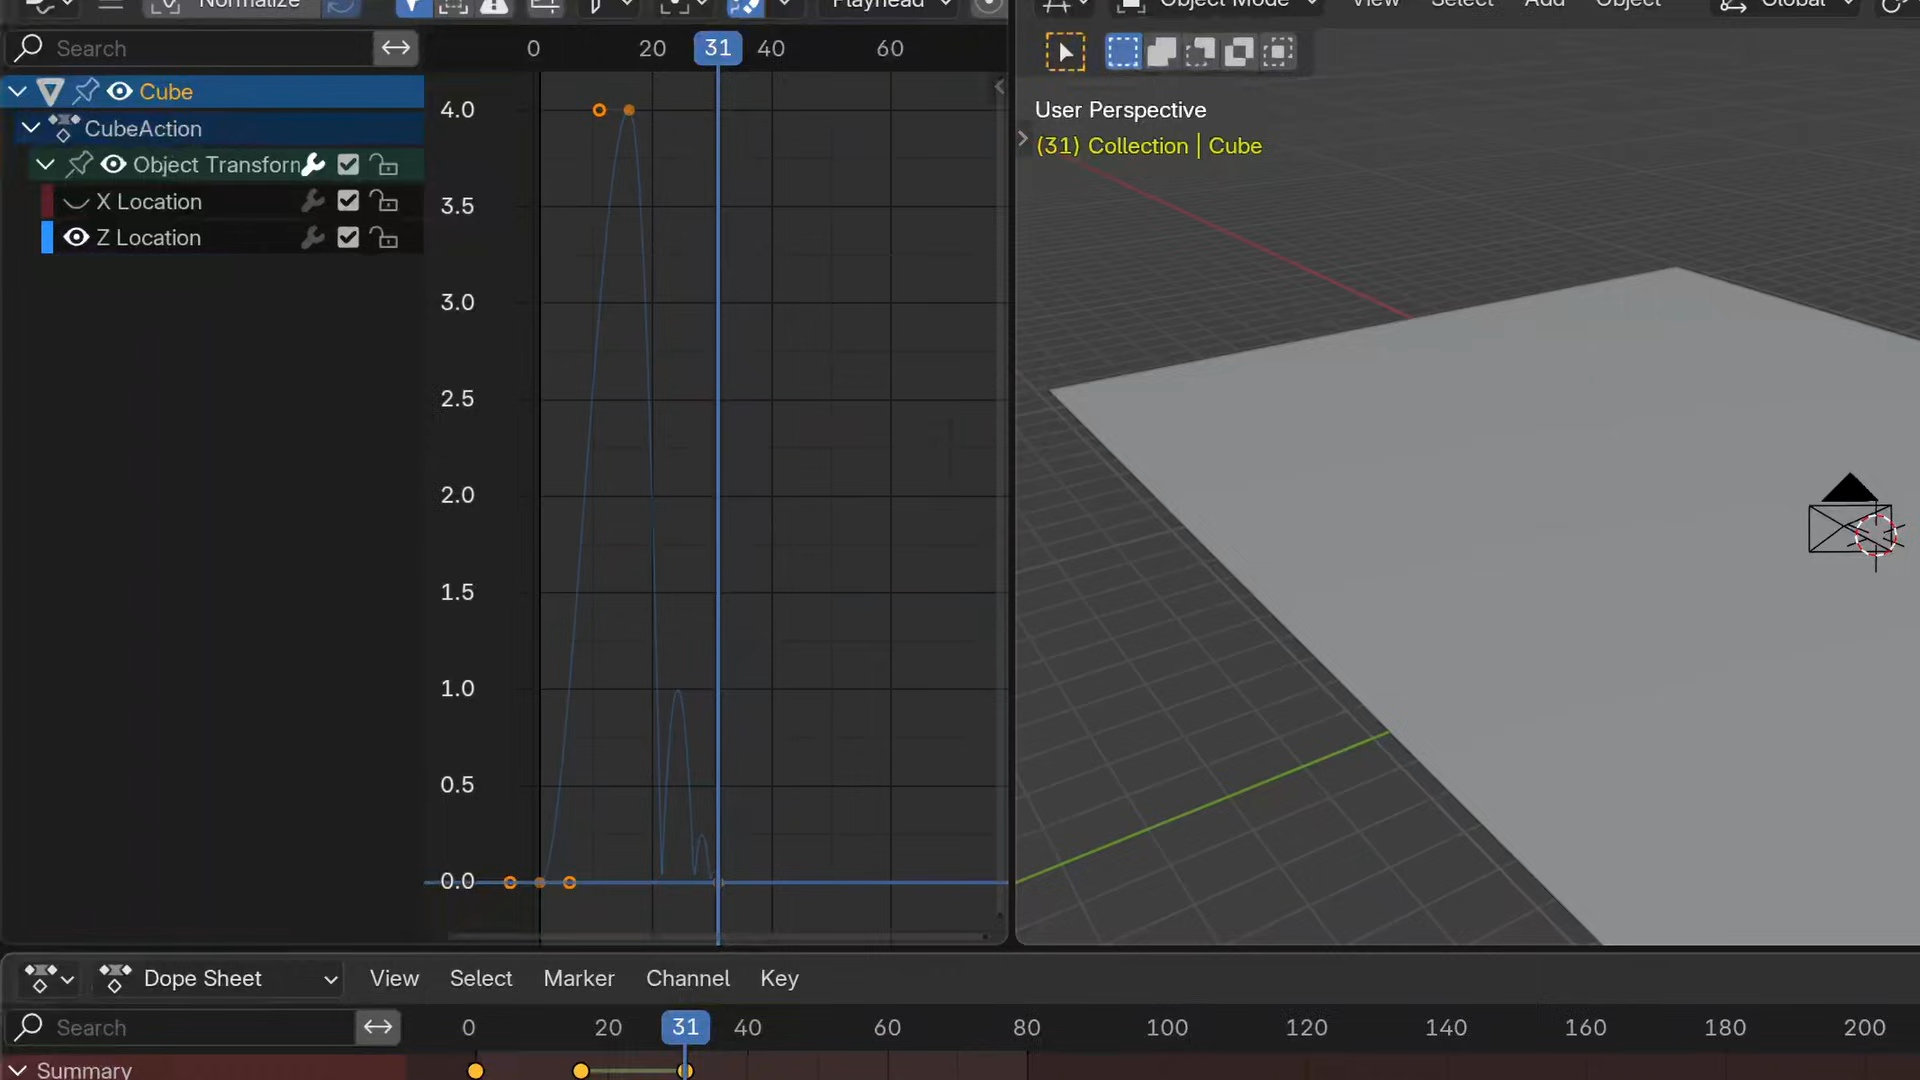 Normalize
Playhead
Object Mode
View
Select
Add
Object
Global
Search
0
20
31
40
60
Cube
CubeAction
Object Transforn
X Location
Z Location
4.0
3.5
3.0
2.5
2.0
1.5
1.0
0.5
0.0
User Perspective
(31) Collection | Cube
Dope Sheet
View
Select
Marker
Channel
Key
Search
0
20
31
40
60
80
100
120
140
160
180
200
Summary